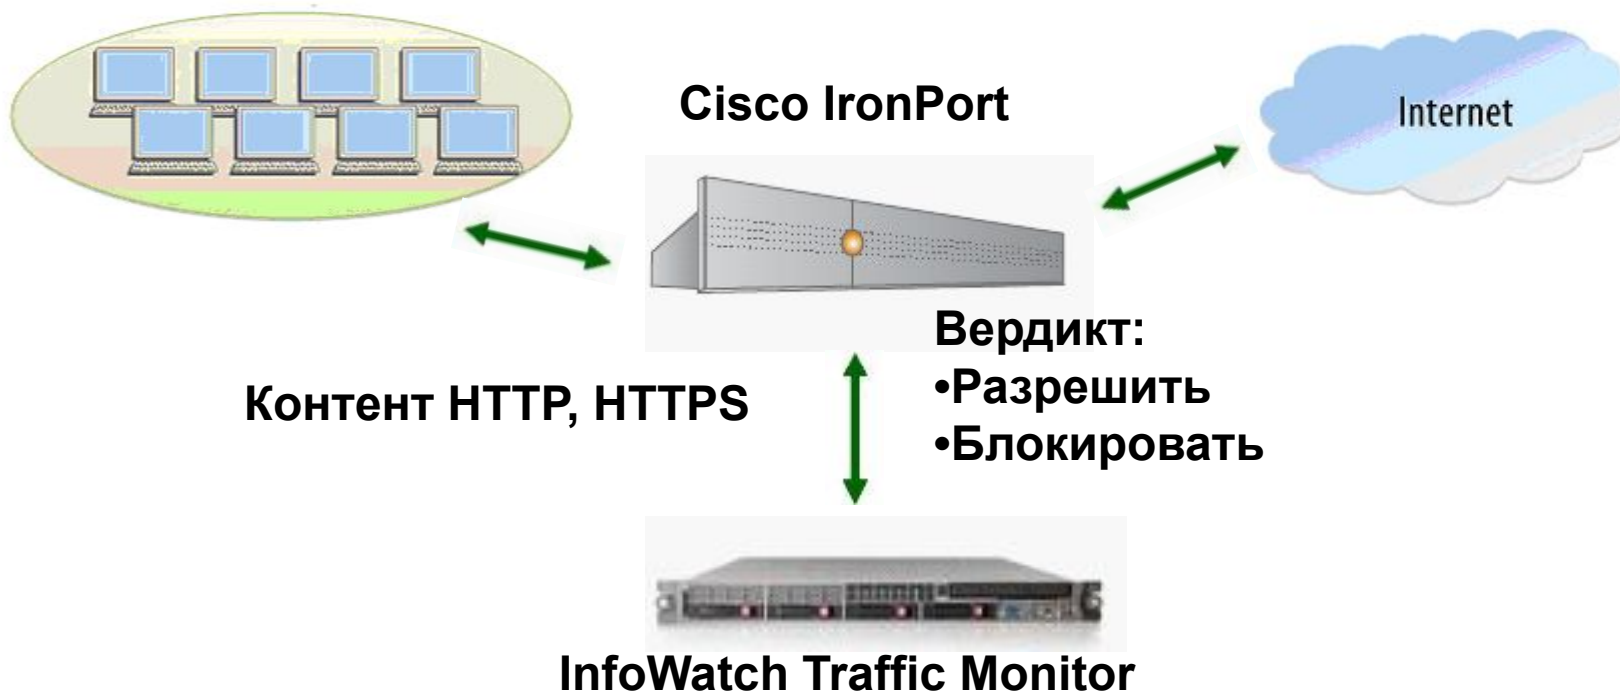 Cisco IronPort
Internet
Вердикт:
•Разрешить
•Блокировать
Контент HTTP, HTTPS
InfoWatch Traffic Monitor